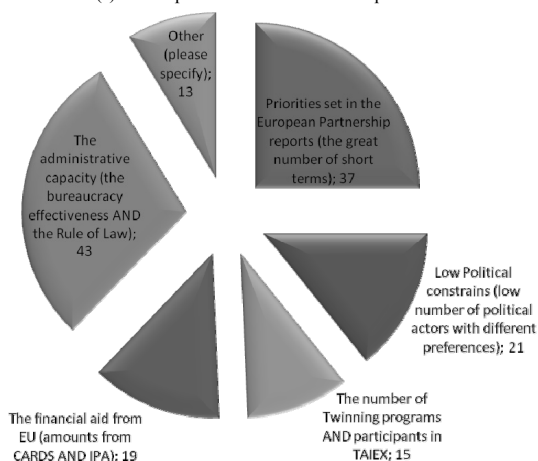 Other
(please
specify);
13
Priorities set in the
European Partnership
reports (the great
number of short
terms); 37
The
administrative
capacity (the
bureaucracy
effectiveness AND
the Rule of Law);
43
Low Political
constrains (low
number of political
actors with different
preferences); 21
The financial aid from
EU (amounts from
CARDS AND IPA); 19
The number of
Twinning programs
AND participants in
TAIEX; 15